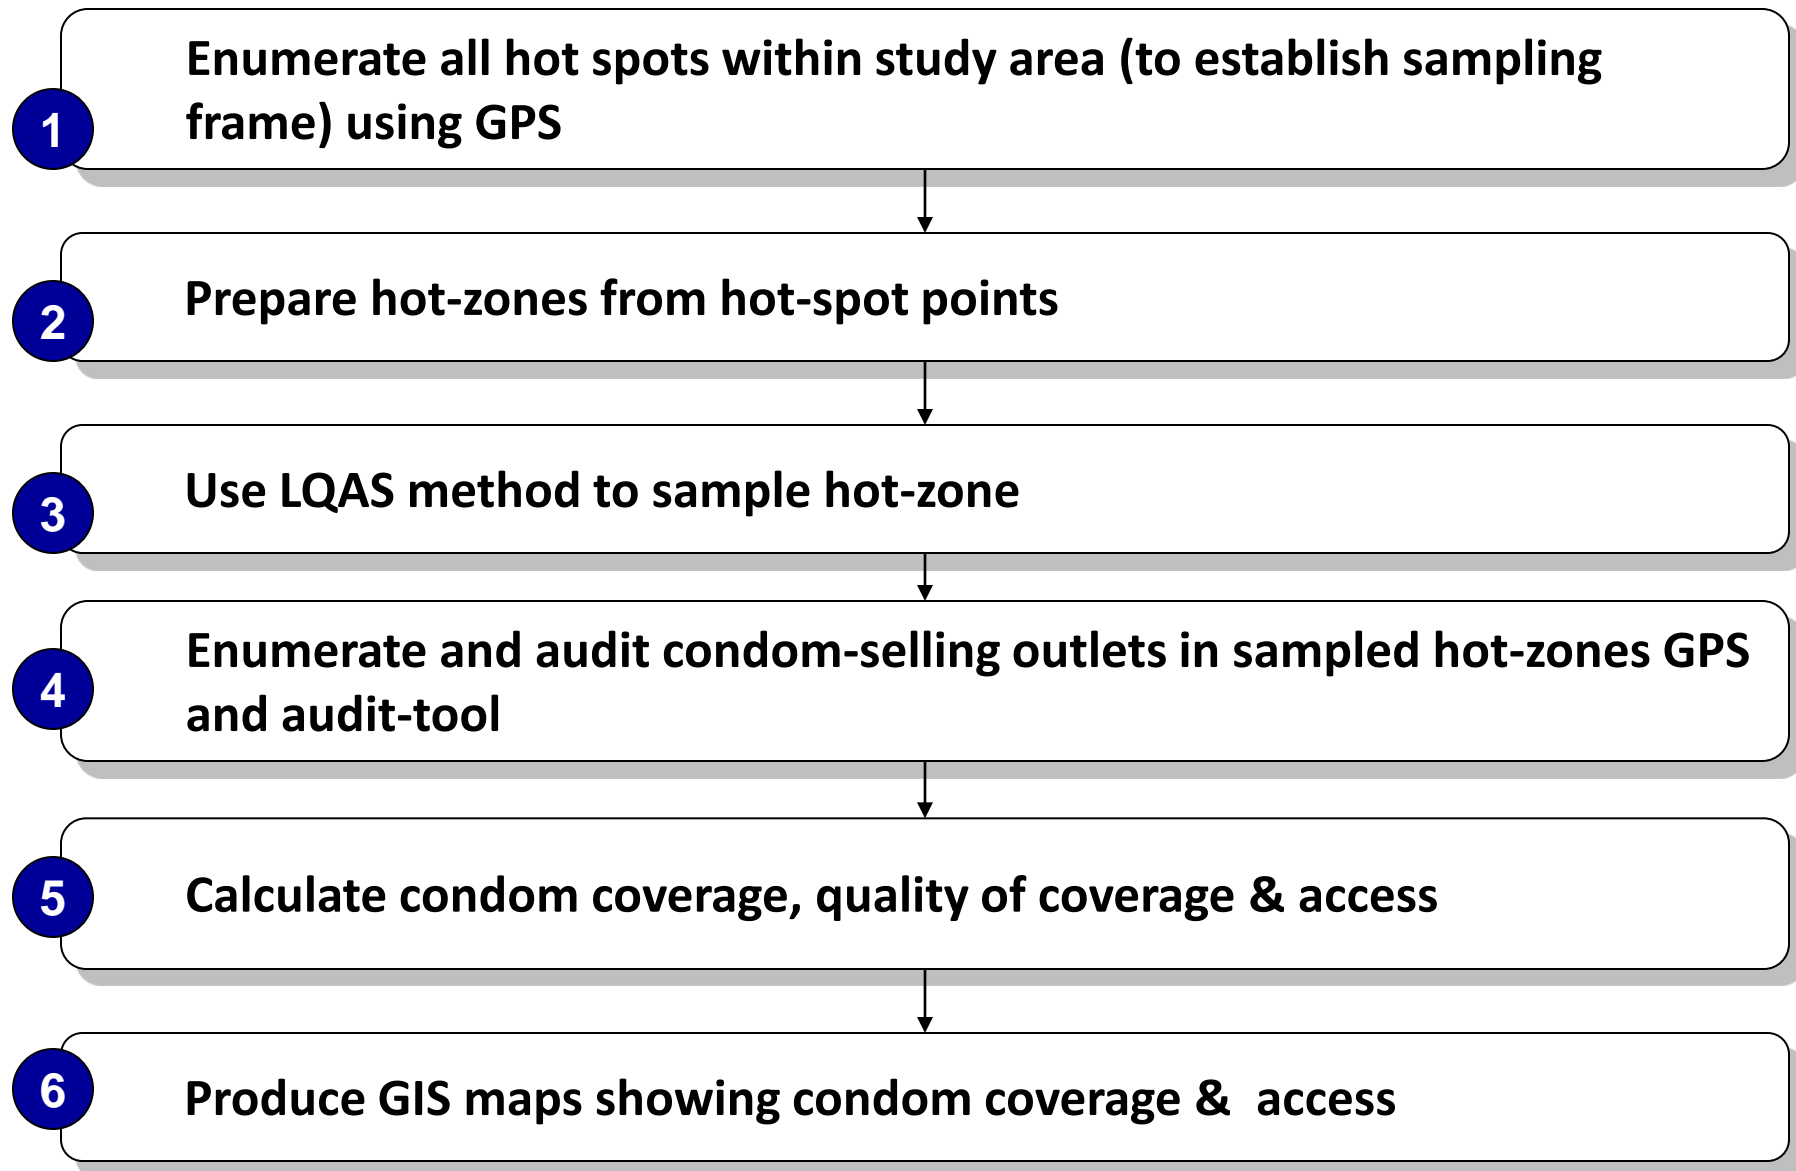 Enumerate all hot spots within study area (to establish sampling
frame) using GPS
1
Prepare hot-zones from hot-spot points
2
Use LQAS method to sample hot-zone
3
Enumerate and audit condom-selling outlets in sampled hot-zones GPS
and audit-tool
4
Calculate condom coverage, quality of coverage & access
5
Produce GIS maps showing condom coverage &  access
6